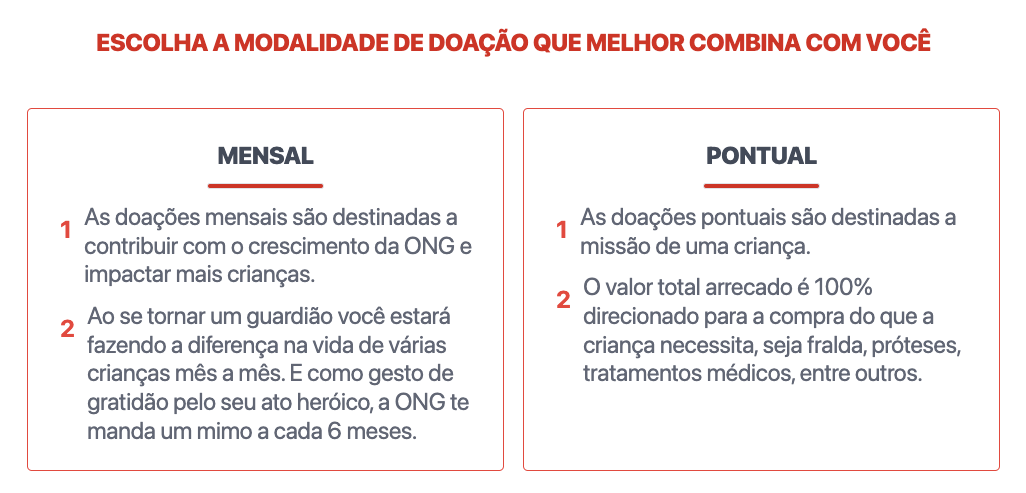 ESCOLHA A MODALIDADE DE DOAÇÃO QUE MELHOR COMBINA COM VOCÊ
MENSAL
1 As doações mensais são destinadas a
contribuir com o crescimento da ONG e
impactar mais crianças.
2 Ao se tornar um guardião você estará
fazendo a diferença na vida de várias
crianças mês a mês. E como gesto de
gratidão pelo seu ato heróico, a ONG te
manda um mimo a cada 6 meses.
PONTUAL
1 As doações pontuais são destinadas a
missão de uma criança.
2 O valor total arrecado é 100%
direcionado para a compra do que a
criança necessita, seja fralda, próteses,
tratamentos médicos, entre outros.